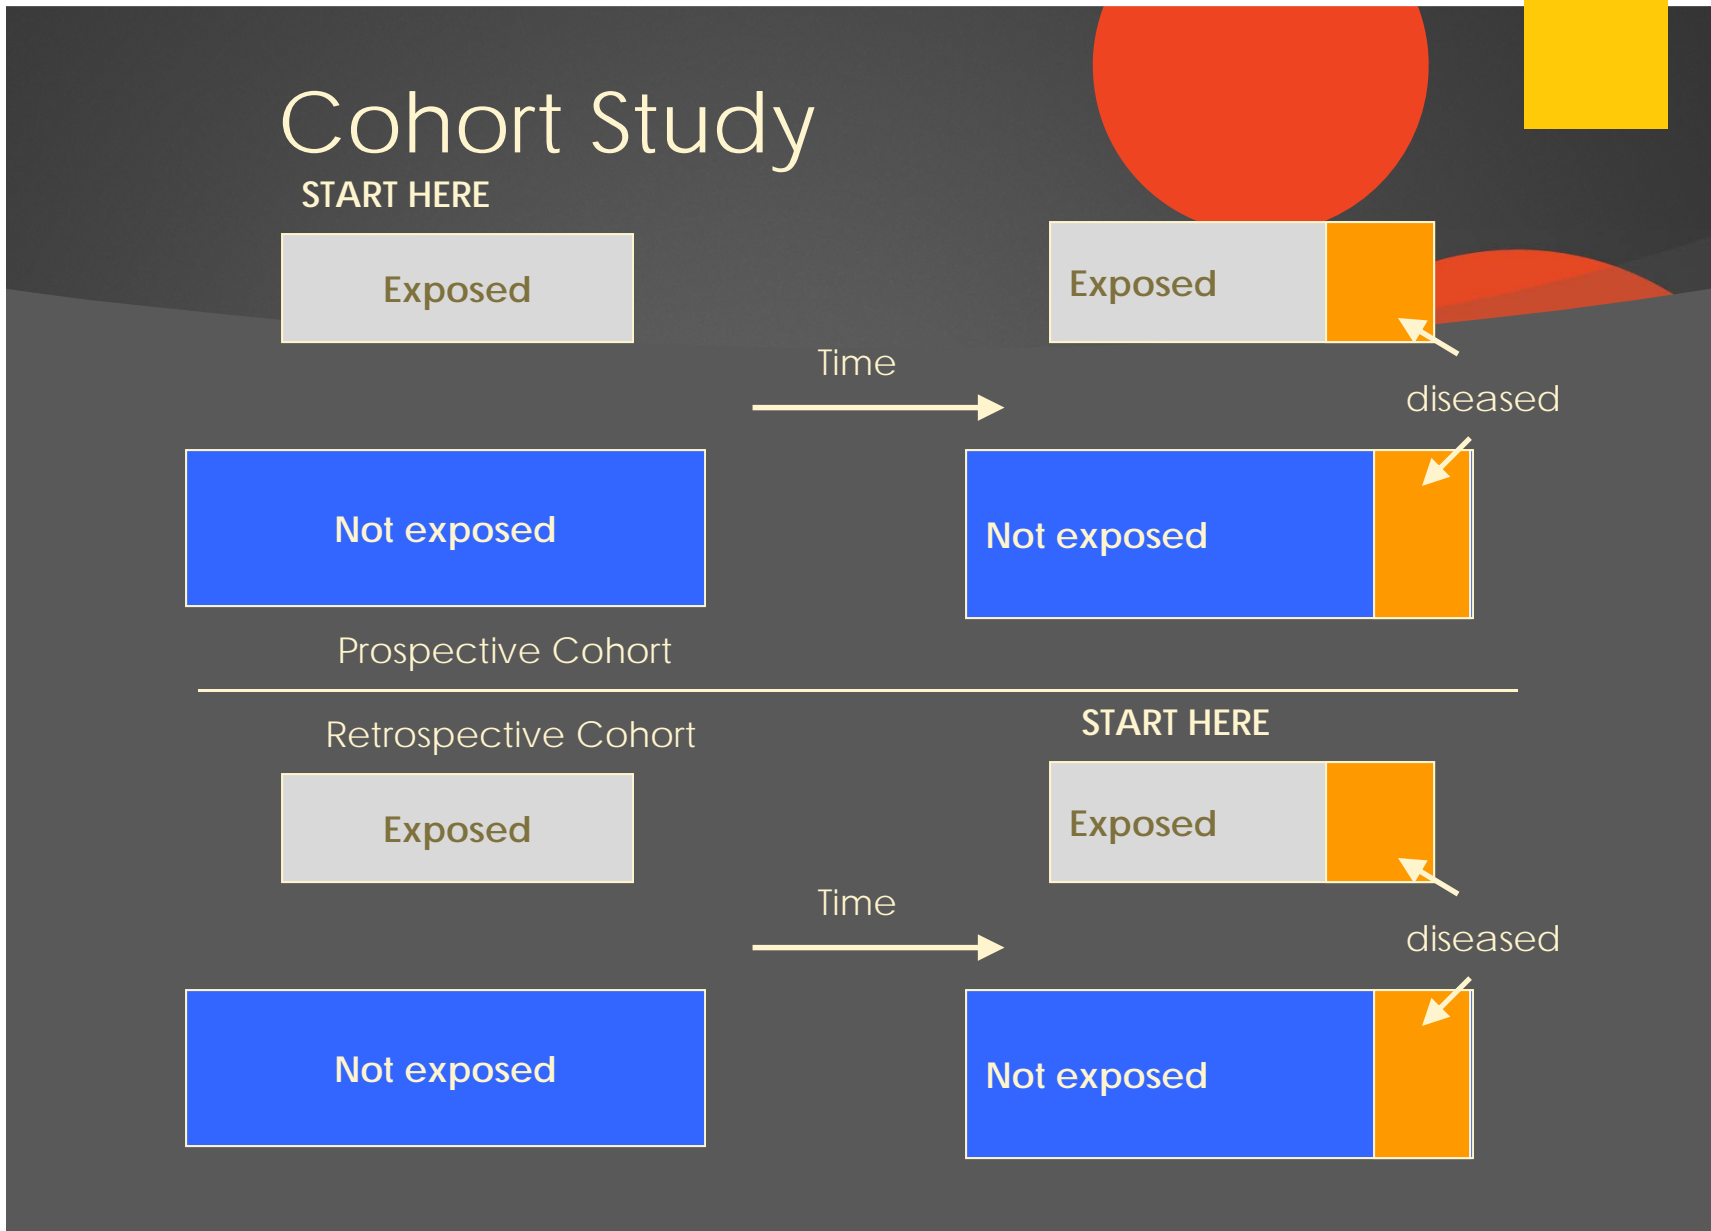 Cohort Study
START HERE
Exposed
Exposed
Time
diseased
Not exposed
Not exposed
Prospective Cohort
Retrospective Cohort
START HERE
Exposed
Exposed
Time
diseased
Not exposed
Not exposed